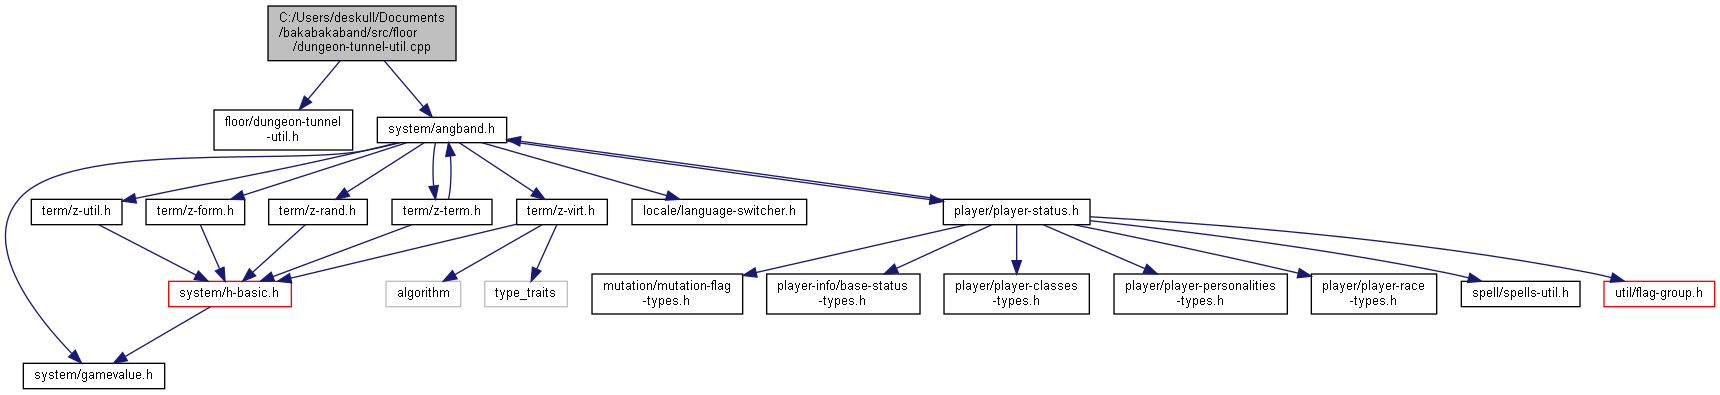 C:/Users/deskull/Documents
/bakabakaband/src/floor
/dungeon-tunnel-util.cpp
floor/dungeon-tunnel
-util.h
system/angband.h
term/z-util.h
term/z-form.h
term/z-rand.h
term/z-term.h
term/z-virt.h
locale/language-switcher.h
player/player-status.h
system/h-basic.h
algorithm
type_traits
mutation/mutation-flag
-types.h
player-info/base-status
-types.h
player/player-classes
-types.h
player/player-personalities
-types.h
player/player-race
-types.h
spell/spells-util.h
util/flag-group.h
system/gamevalue.h